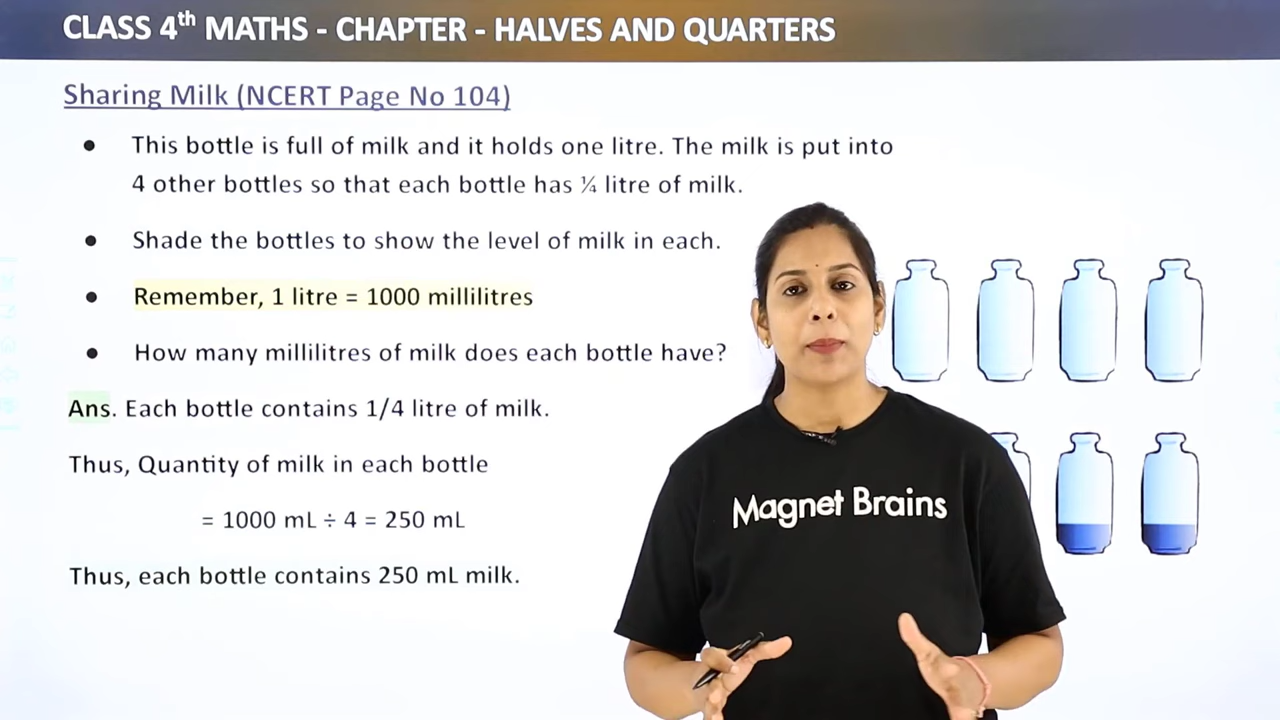 CLASS 4th MATHS - CHAPTER - HALVES AND QUARTERS
Sharing Milk (NCERT Page No 104)
● This bottle is full of milk and it holds one litre. The milk is put into
4 other bottles so that each bottle has ¼ litre of milk.
● Shade the bottles to show the level of milk in each.
● Remember, 1 litre = 1000 millilitres
● How many millilitres of milk does each bottle have?
Ans. Each bottle contains 1/4 litre of milk.
Thus, Quantity of milk in each bottle
= 1000 mL ÷ 4 = 250 mL
Thus, each bottle contains 250 mL milk.
Magnet Brains